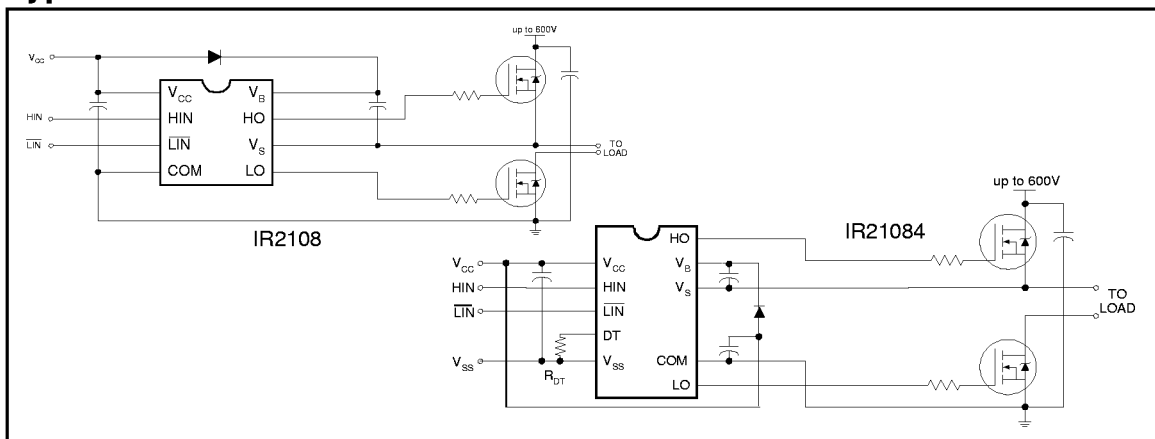 up to 600V
VCC
VCC VB
HIN HIN HO
LIN LIN VS TO
LOAD
COM LO
IR2108
up to 600V
HO IR21084
VCC VCC VB
HIN HIN VS TO
LOAD
LIN LIN
DT
VSS VSS COM
RDT
LO